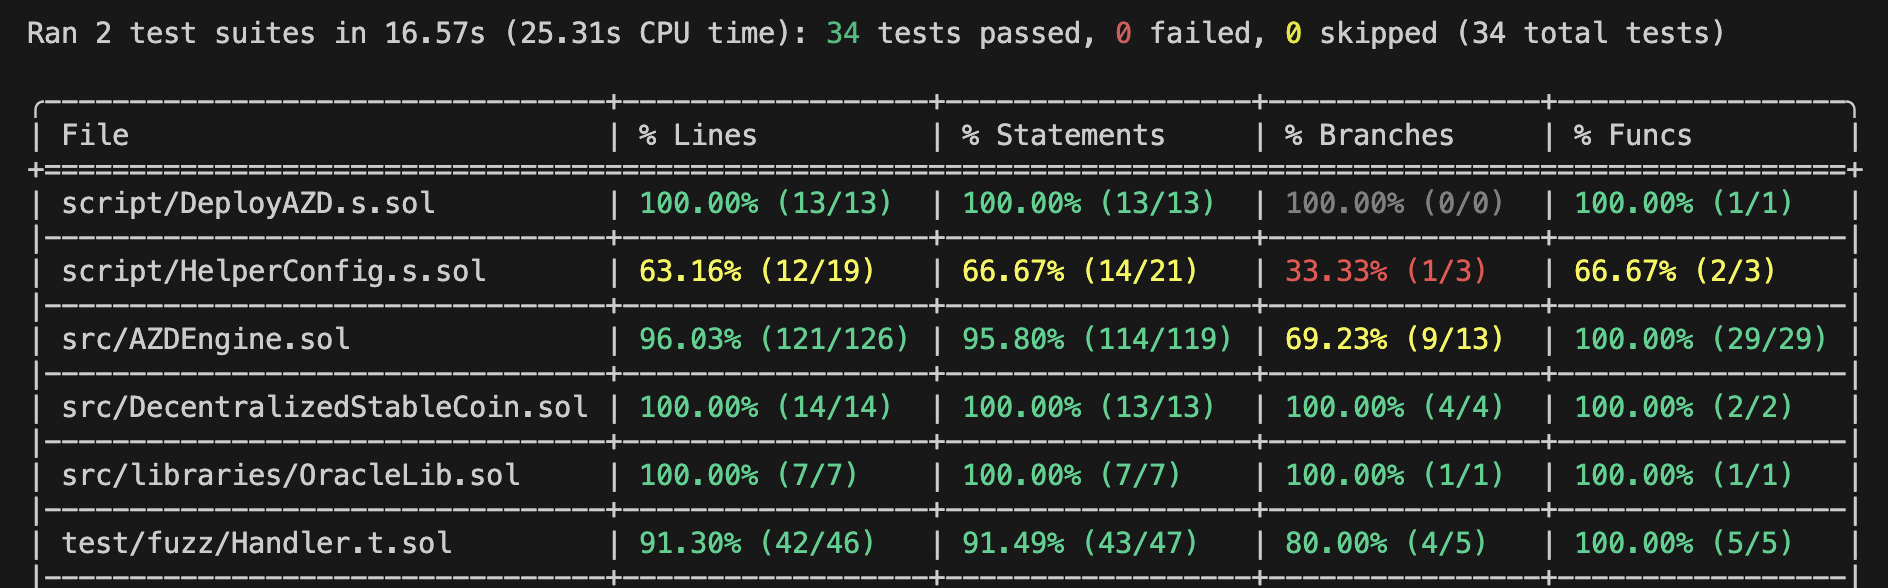 Ran 2 test suites in 16.57s (25.31s CPU time): 34 tests passed, 0 failed, 0 skipped (34 total tests)
| File | % Lines | % Statements | % Branches | % Funcs |
| script/DeployAZD.s.sol | 100.00% (13/13) | 100.00% (13/13) | 100.00% (0/0) | 100.00% (1/1) |
| script/HelperConfig.s.sol | 63.16% (12/19) | 66.67% (14/21) | 33.33% (1/3) | 66.67% (2/3) |
| src/AZDEngine.sol | 96.03% (121/126) | 95.80% (114/119) | 69.23% (9/13) | 100.00% (29/29) |
| src/DecentralizedStableCoin.sol | 100.00% (14/14) | 100.00% (13/13) | 100.00% (4/4) | 100.00% (2/2) |
| src/libraries/OracleLib.sol | 100.00% (7/7) | 100.00% (7/7) | 100.00% (1/1) | 100.00% (1/1) |
| test/fuzz/Handler.t.sol | 91.30% (42/46) | 91.49% (43/47) | 80.00% (4/5) | 100.00% (5/5) |